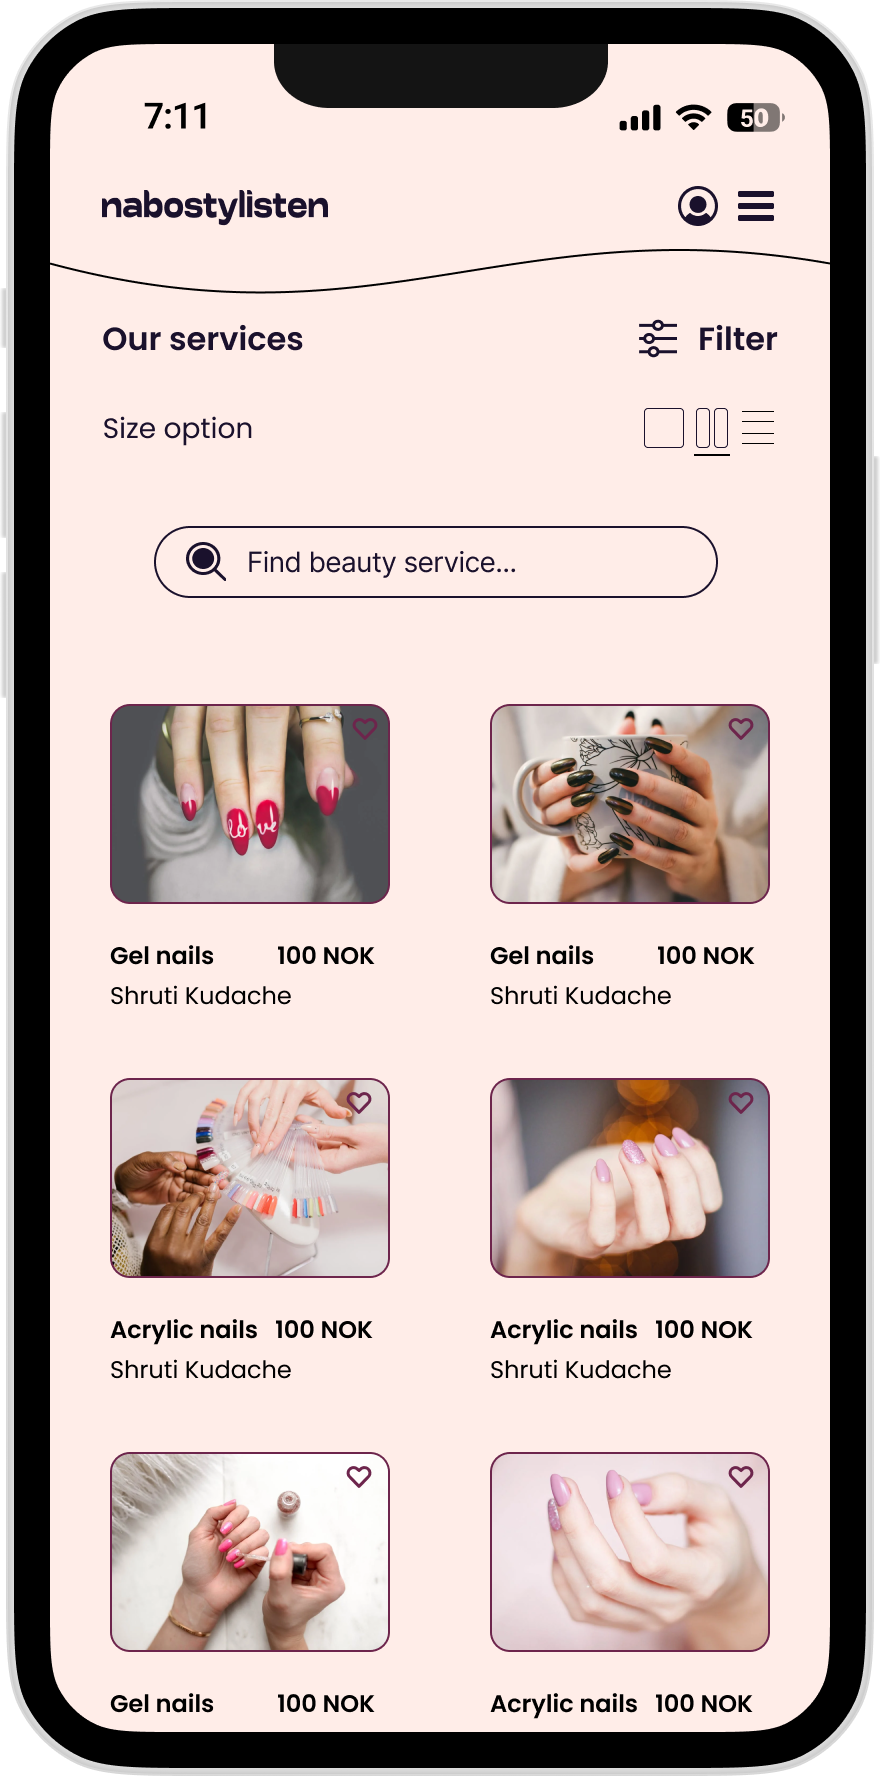 7:11
50
nabostylisten
Our services
Filter
Size option
Find beauty service...
lo ve
Gel nails 100 NOK
Shruti Kudache
Gel nails 100 NOK
Shruti Kudache
Acrylic nails 100 NOK
Shruti Kudache
Acrylic nails 100 NOK
Shruti Kudache
Gel nails 100 NOK
Acrylic nails 100 NOK